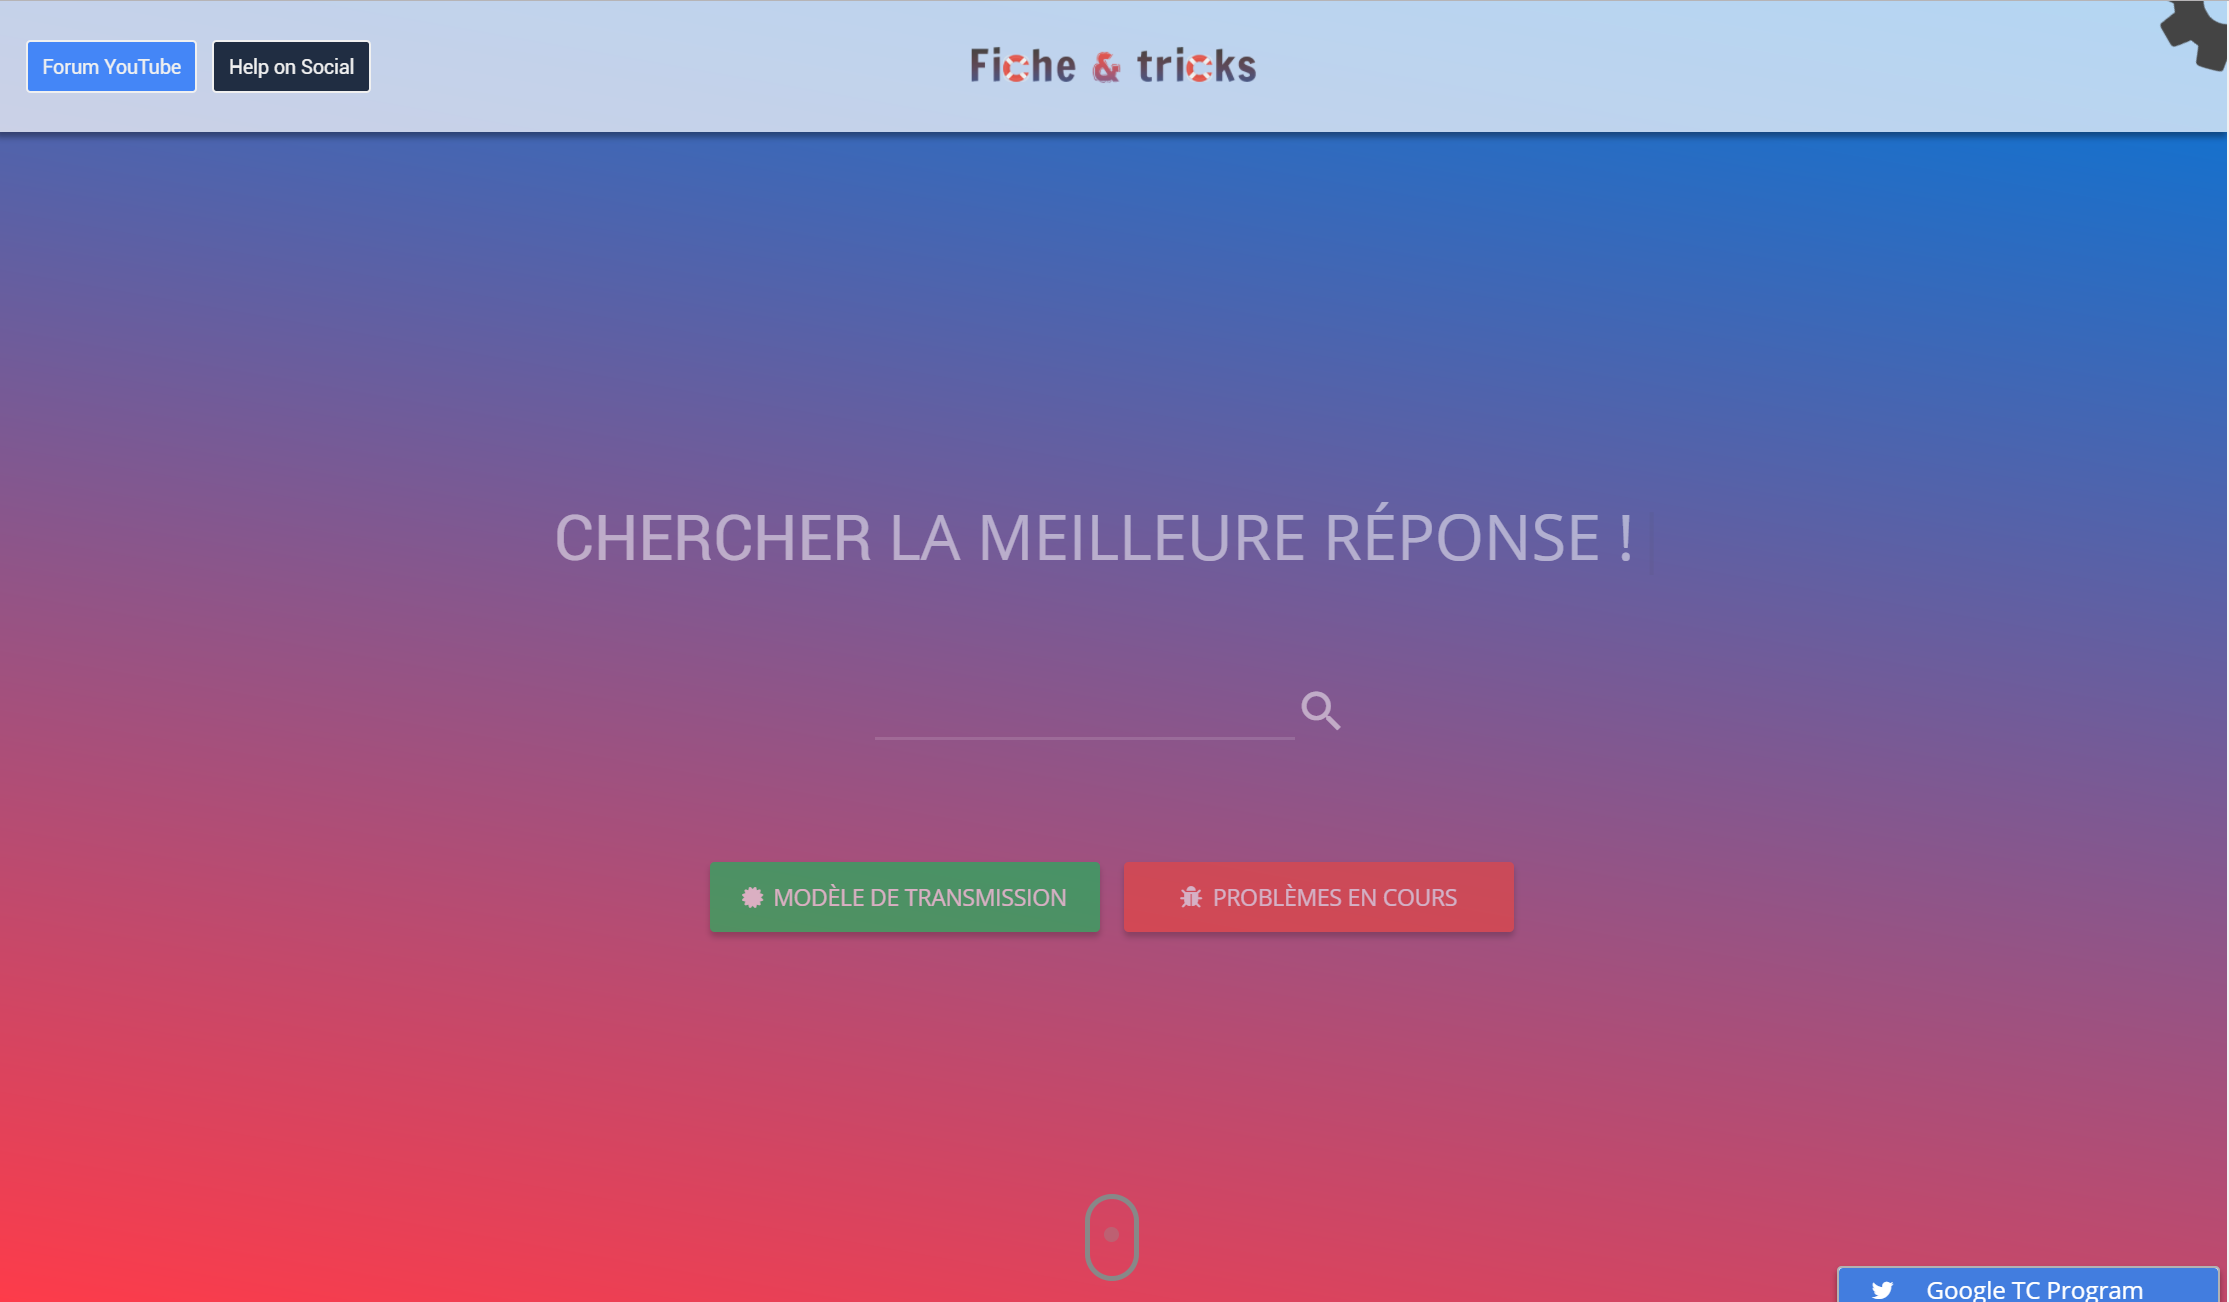 Forum YouTube
Help on Social
Fiche & tricks
CHERCHER LA MEILLEURE RÉPONSE !
MODÈLE DE TRANSMISSION
PROBLÈMES EN COURS
Google TC Program